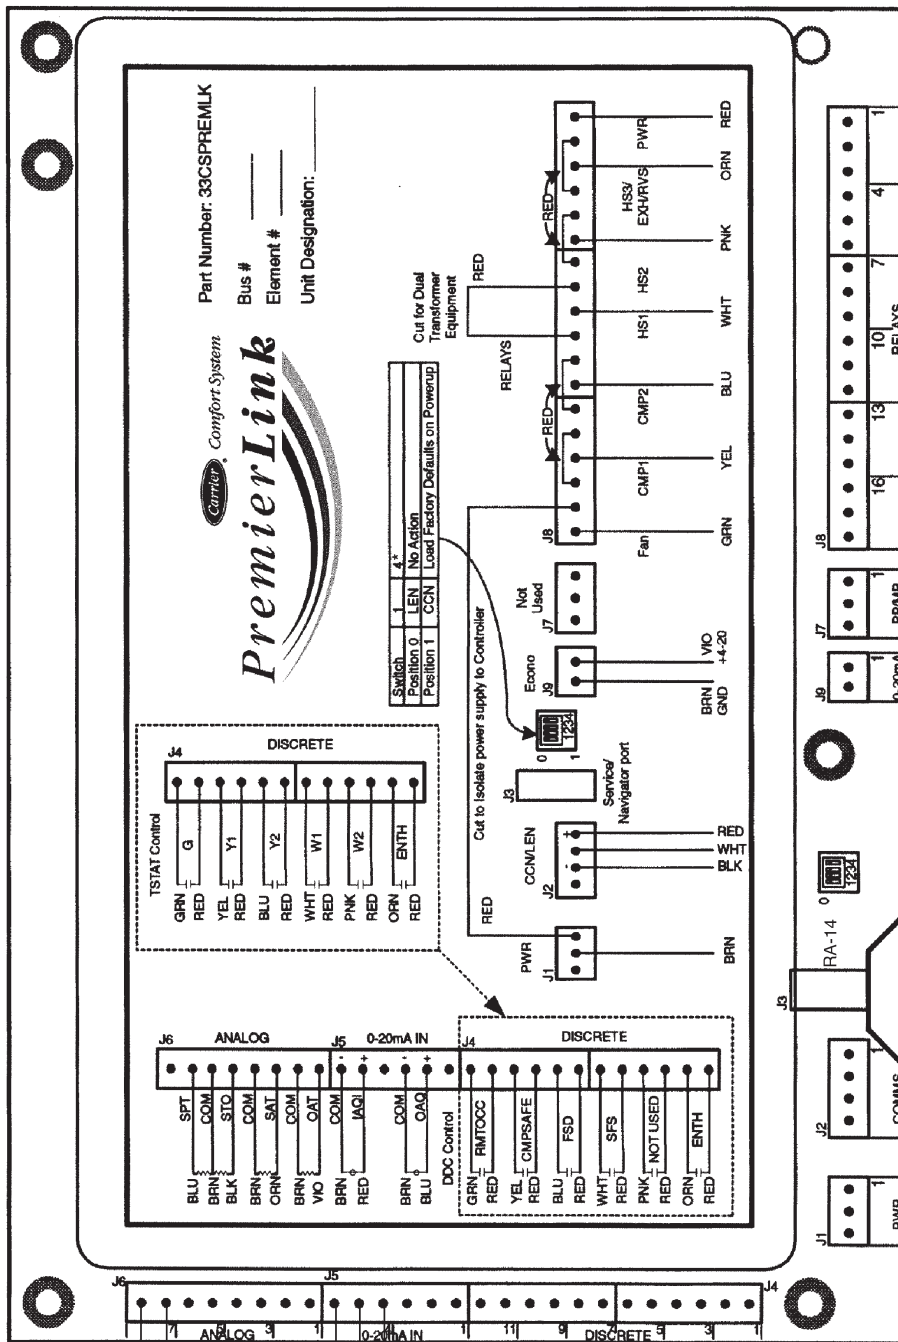 Part Number: 33CSPREMLK
Bus #
Element #
Unit Designation:
Carrier
Comfort System
PremierLink
Switch 1 4*
Position 0 LEN No Action
Position 1 CCN Load Factory Defaults on Powerup
Cut for Dual
Transformer
Equipment
RED
RELAYS
RED
RED
J8
Fan
CMP1
CMP2
HS1
HS2
HS3/
EXH/RVS
PWR
GRN
YEL
BLU
WHT
PNK
ORN
RED
Not
Used
J7
Econo
J9
BRN
GND
VIO
+4-20
0
1
1234
J3
Service/
Navigator port
Cut to Isolate power supply to Controller
RED
CCN/LEN
J2
-
+
BLK
WHT
RED
PWR
J1
BRN
TSTAT Control
J4
DISCRETE
GRN
G
RED
YEL
Y1
RED
BLU
Y2
RED
WHT
W1
RED
PNK
W2
RED
ORN
ENTH
RED
J6
ANALOG
J5
0-20mA IN
J4
DISCRETE
- + - +
SPT
COM
STO
COM
SAT
COM
OAT
COM
IAQI
COM
OAQ
DDC Control
BLU
BRN
BLK
BRN
ORN
BRN
VIO
BRN
RED
BRN
BLU
GRN
RMTOCC
RED
YEL
CMPSAFE
RED
BLU
FSD
RED
WHT
SFS
RED
PNK
NOT USED
RED
ORN
ENTH
RED
J6
J5
J4
7 5 3 1
ANALOG
0-20mA IN
1
11 9 7 5 3 1
DISCRETE
J1
1
PWR
J2
1
COMMS
J3
RA-14
0
1234
J9
1
0-20mA
J7
1
J8
16 13 10 7 4 1
RELAYS